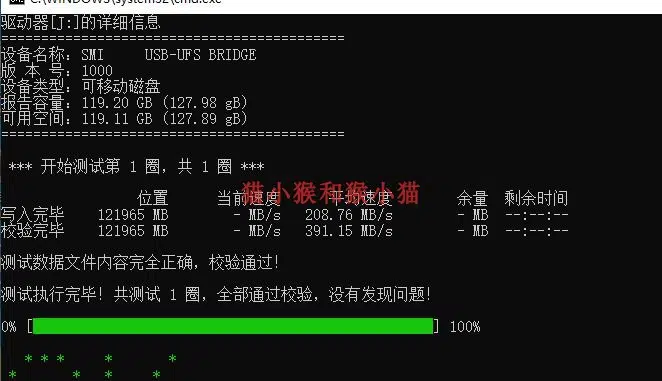 C:\WINDOWS\system32\cmd.exe
驱动器[J:]的详细信息
===========================================
设备名称: SMI USB-UFS BRIDGE
版 本 号: 1000
设备类型: 可移动磁盘
报告容量: 119.20 GB (127.98 gB)
可用空间: 119.11 GB (127.89 gB)
===========================================
*** 开始测试第 1 圈, 共 1 圈 ***
猫小猴和猴小猫
位置 当前速度 平均速度 余量 剩余时间
写入完毕 121965 MB - MB/s 208.76 MB/s - MB --:--:--
校验完毕 121965 MB - MB/s 391.15 MB/s - MB --:--:--
测试数据文件内容完全正确, 校验通过!
测试执行完毕! 共测试 1 圈, 全部通过校验, 没有发现问题!
0% [ ] 100%
* * * * *
* * * *